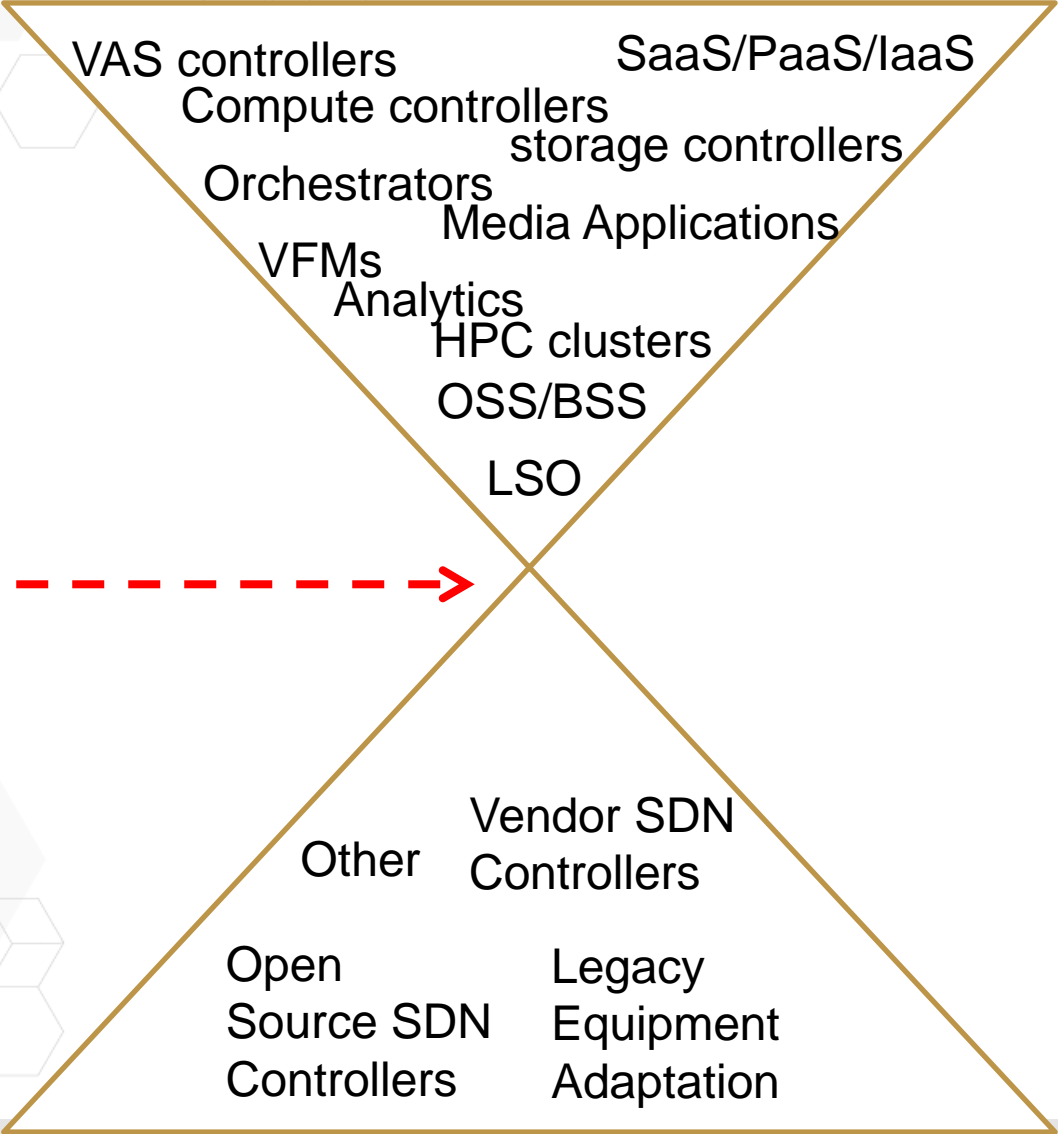 VAS controllers
SaaS/PaaS/IaaS
Compute controllers
storage controllers
Orchestrators
Media Applications
VFMs
Analytics
HPC clusters
OSS/BSS
LSO
Other
Vendor SDN
Controllers
Open
Source SDN
Controllers
Legacy
Equipment
Adaptation